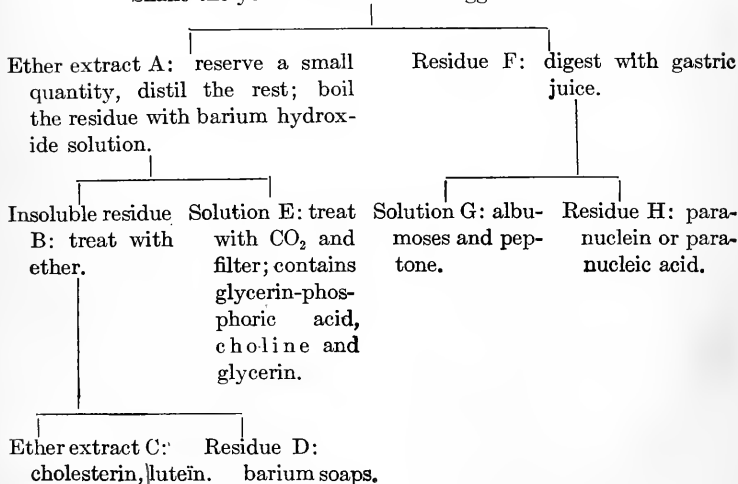 Ether extract A: reserve a small
quantity, distil the rest; boil
the residue with barium hydrox-
ide solution.
Residue F: digest with gastric
juice.
Insoluble residue
B: treat with
ether.
Solution E: treat
with CO₂ and
filter; contains
glycerin-phos-
phoric acid,
choline and
glycerin.
Solution G: albu-
moses and pep-
tone.
Residue H: para-
nuclein or para-
nucleic acid.
Ether extract C:
cholesterin, luteïn.
Residue D:
barium soaps.